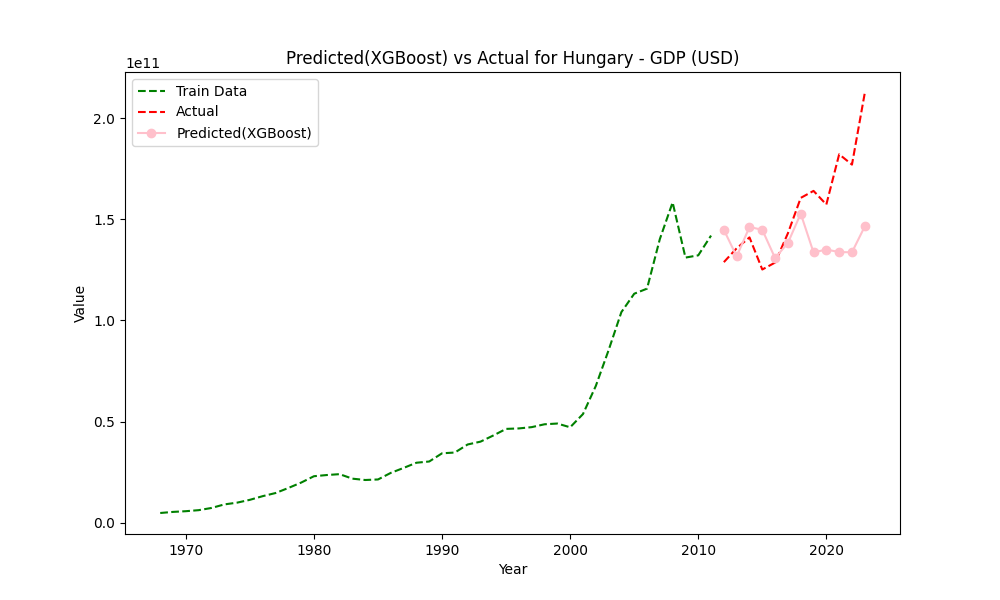 Predicted(XGBoost) vs Actual for Hungary - GDP (USD)
1e11
Train Data
Actual
Predicted(XGBoost)
2.0
1.5
1.0
0.5
0.0
Value
1970 1980 1990 2000 2010 2020
Year